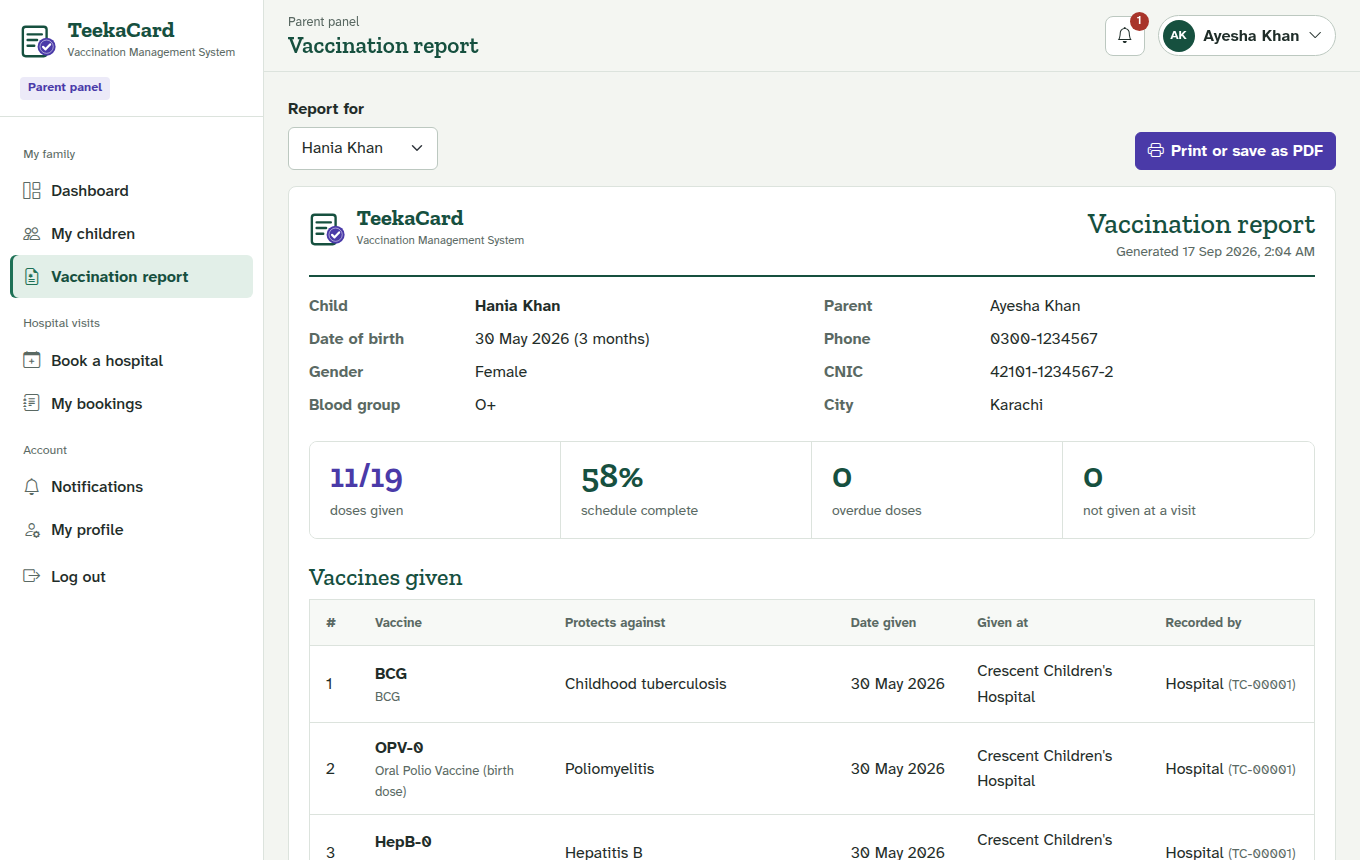 TeekaCard
Vaccination Management System
Parent panel
My family
Dashboard
My children
Vaccination report
Hospital visits
Book a hospital
My bookings
Account
Notifications
My profile
Log out
Parent panel
Vaccination report
1
AK
Ayesha Khan
Report for
Hania Khan
Print or save as PDF
TeekaCard
Vaccination Management System
Vaccination report
Generated 17 Sep 2026, 2:04 AM
Child Hania Khan Parent Ayesha Khan
Date of birth 30 May 2026 (3 months) Phone 0300-1234567
Gender Female CNIC 42101-1234567-2
Blood group O+ City Karachi
11/19 58% 0 0
doses given schedule complete overdue doses not given at a visit
Vaccines given
# Vaccine Protects against Date given Given at Recorded by
1 BCG Childhood tuberculosis 30 May 2026 Crescent Children's Hospital (TC-00001)
BCG Hospital
2 OPV-0 Poliomyelitis 30 May 2026 Crescent Children's Hospital (TC-00001)
Oral Polio Vaccine (birth Hospital
dose)
3 HepB-0 Hepatitis B 30 May 2026 Crescent Children's Hospital (TC-00001)